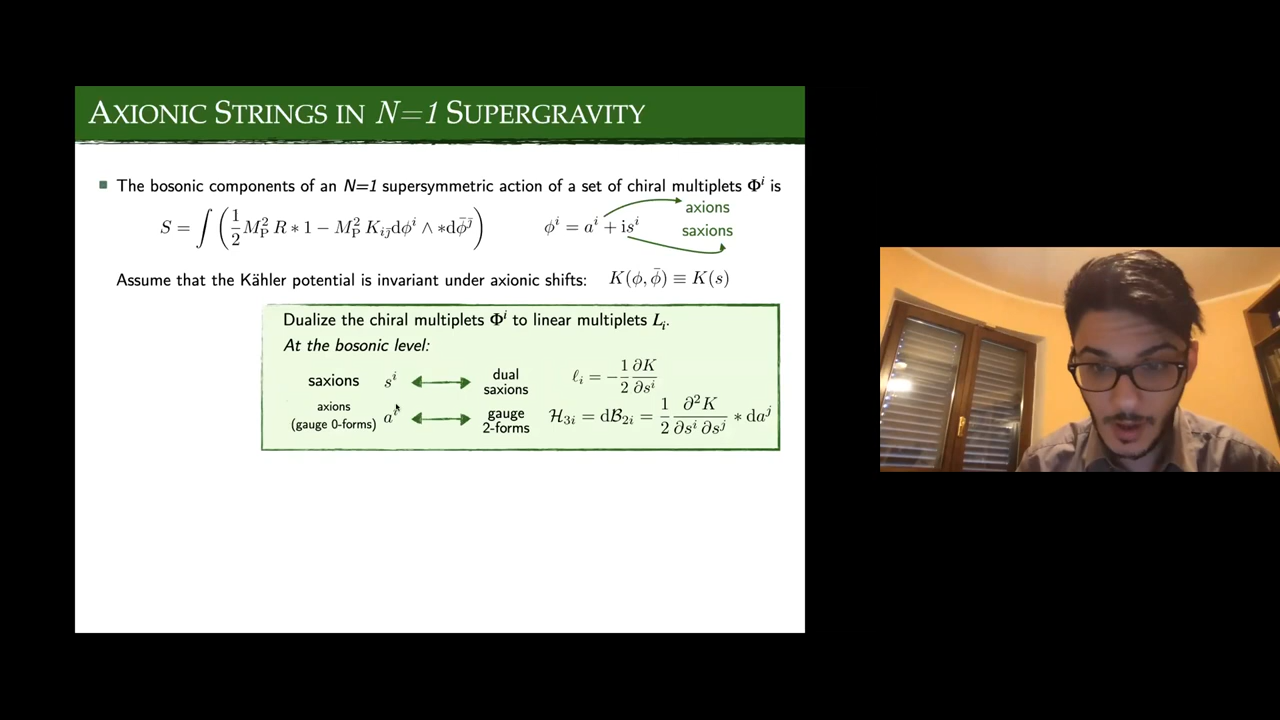 AXIONIC STRINGS IN N=1 SUPERGRAVITY
The bosonic components of an N=1 supersymmetric action of a set of chiral multiplets Φ^i is
S = ∫ ( 1/2 M_P^2 R * 1 − M_P^2 K_{i\bar{\jmath}} dφ^i ∧ *d\bar{φ}^{\bar{\jmath}} ) φ^i = a^i + is^i
axions
saxions
Assume that the Kähler potential is invariant under axionic shifts: K(φ, \bar{φ}) ≡ K(s)
Dualize the chiral multiplets Φ^i to linear multiplets L_i.
At the bosonic level:
saxions s^i ⟷ dual saxions ℓ_i = −1/2 ∂K/∂s^i
axions (gauge 0-forms) a^i ⟷ gauge 2-forms ℋ_{3i} = dℬ_{2i} = 1/2 ∂^2K/∂s^i ∂s^j * da^j